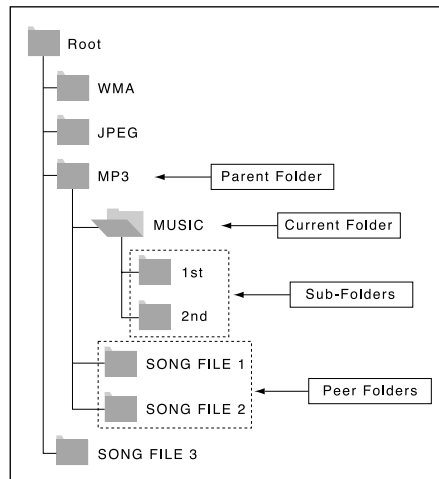 Root
WMA
JPEG
MP3
Parent Folder
MUSIC
Current Folder
1st
2nd
Sub-Folders
SONG FILE 1
SONG FILE 2
Peer Folders
SONG FILE 3